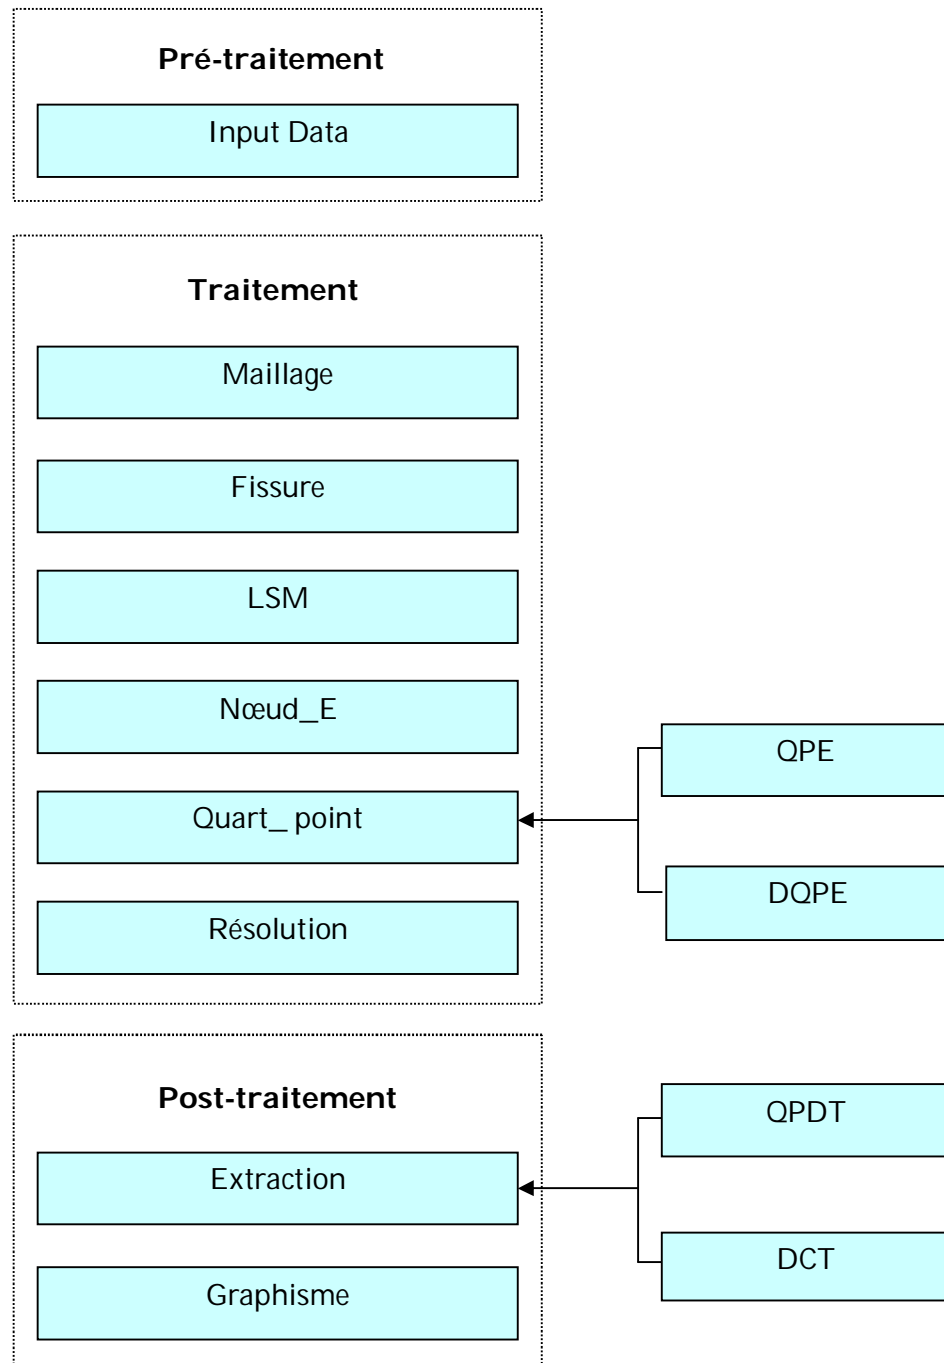 Pré-traitement
Input Data
Traitement
Maillage
Fissure
LSM
Nœud_E
Quart_ point
QPE
DQPE
Résolution
Post-traitement
Extraction
QPDT
DCT
Graphisme